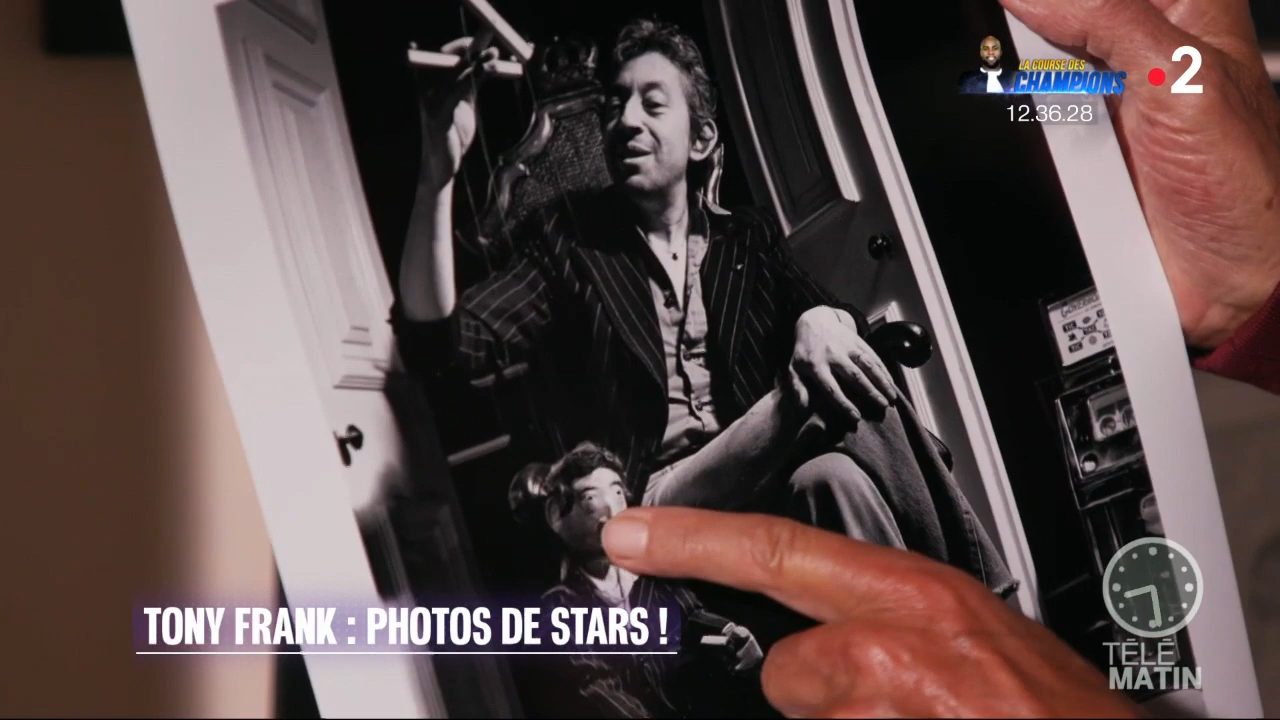 LA COURSE DES
CHAMPIONS
2
12.36.28
TONY FRANK : PHOTOS DE STARS !
TÉLÉ
MATIN